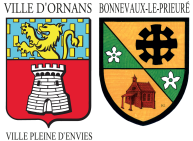 VILLE D'ORNANS
BONNEVAUX-LE-PRIEURÉ
VILLE PLEINE D'ENVIES